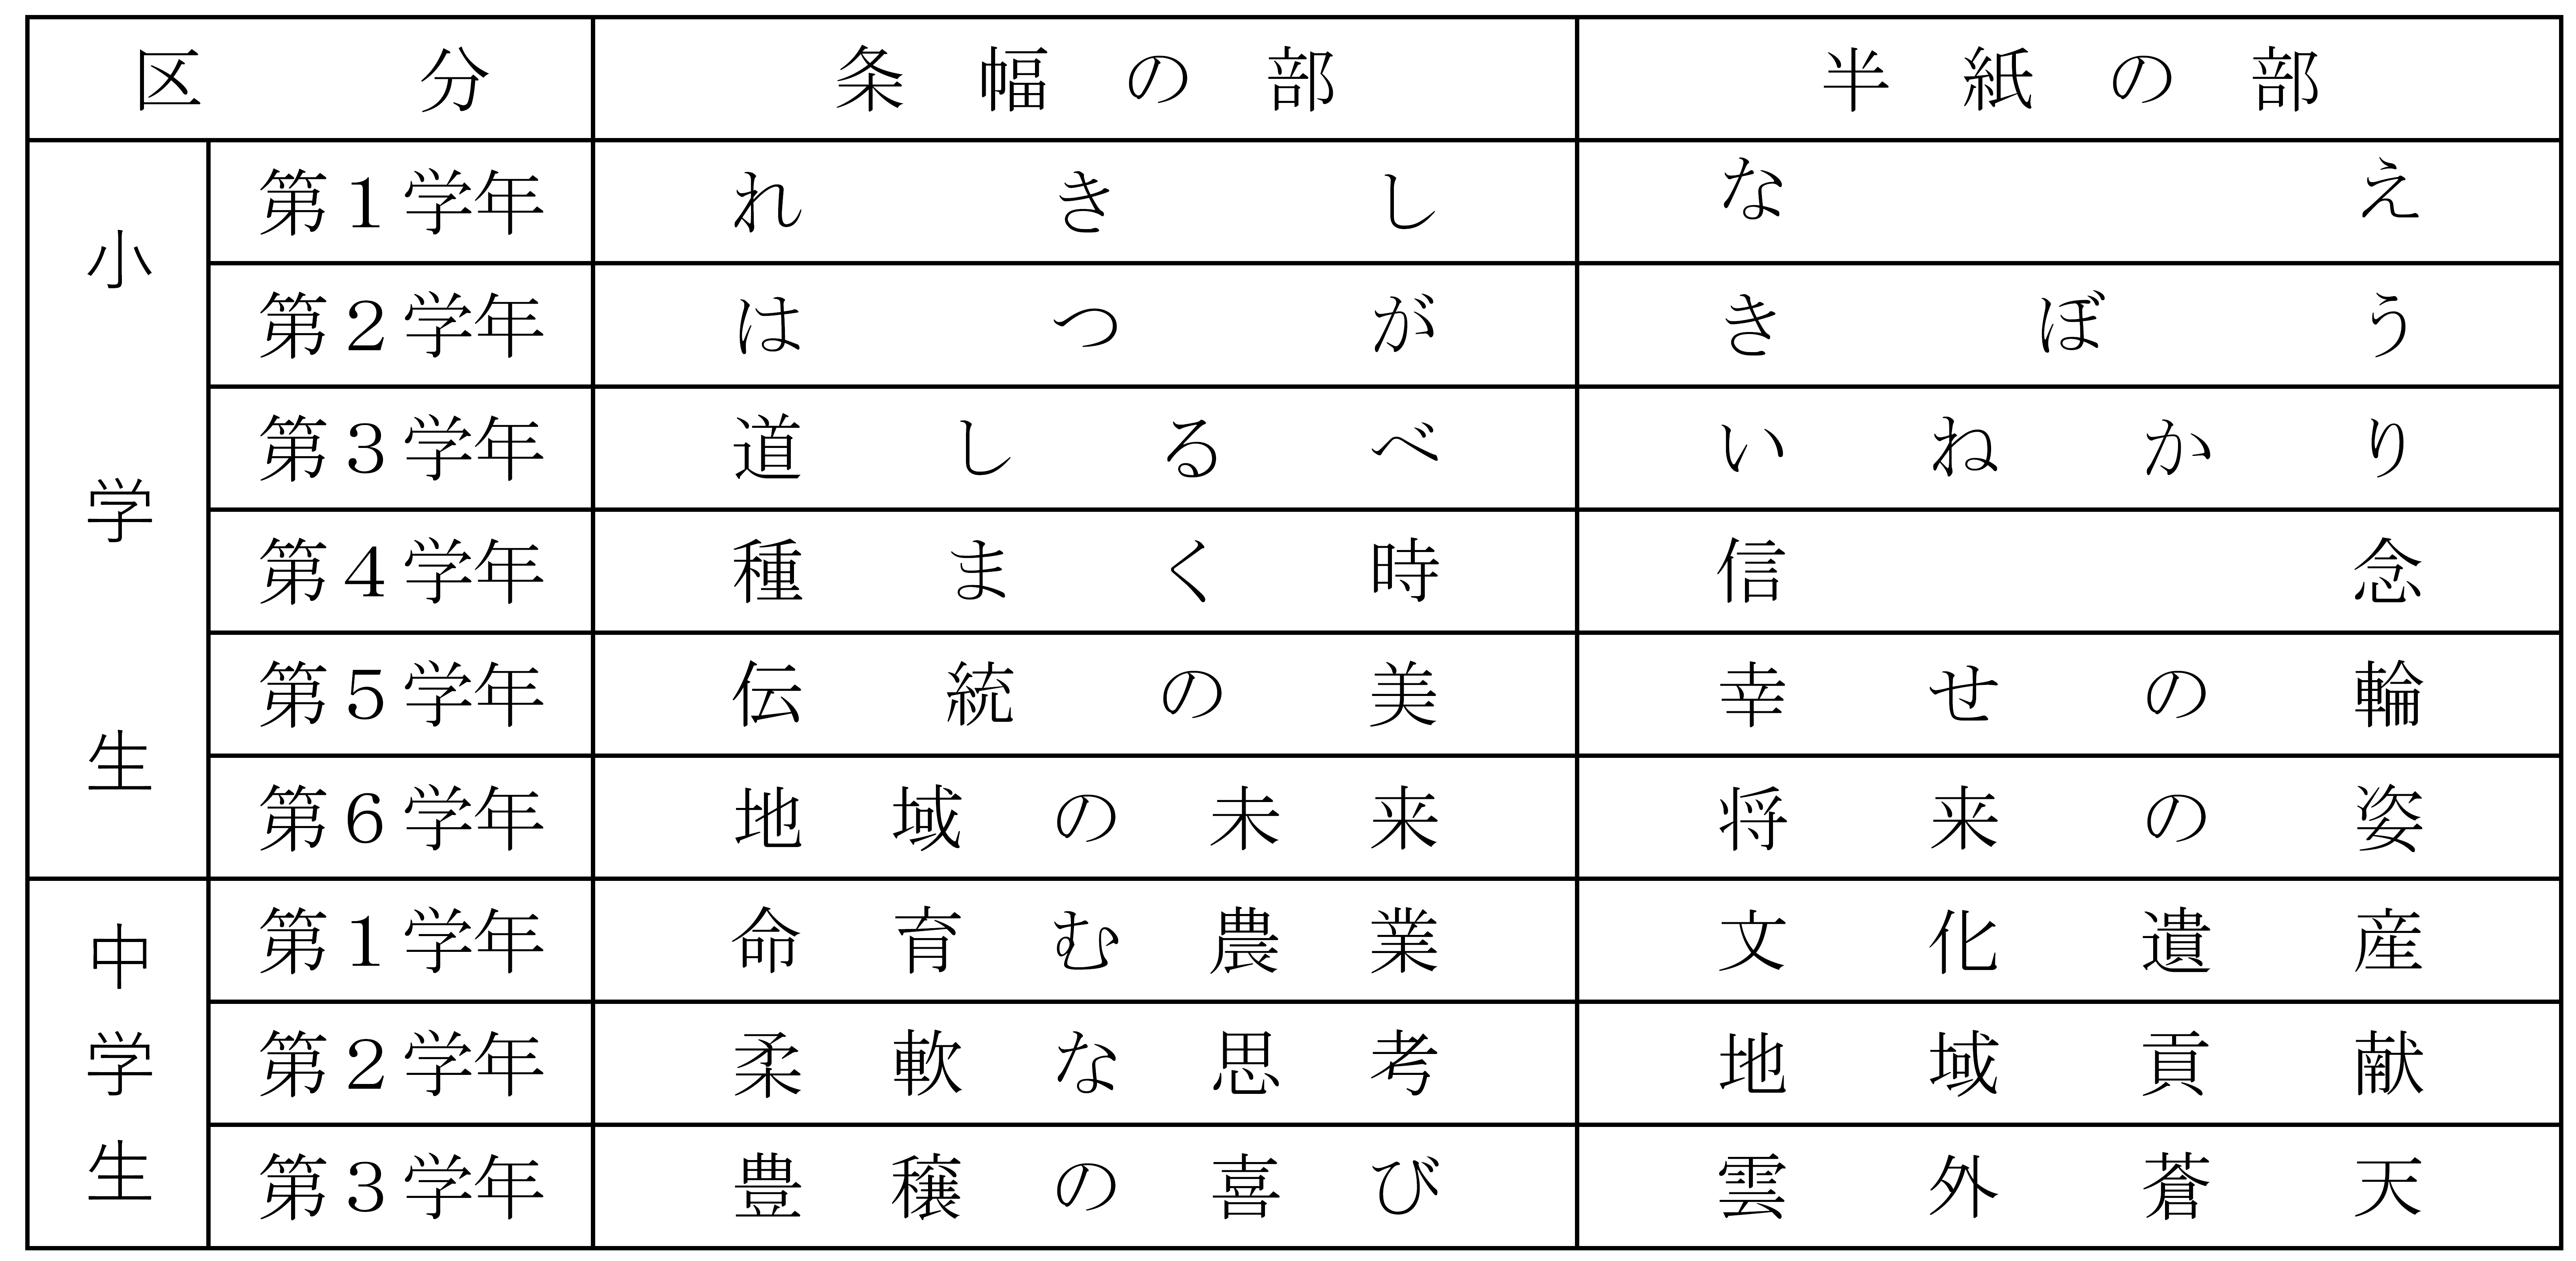 区分 条幅の部 半紙の部
小学生 第1学年 れきし なえ
第2学年 はつが きぼう
第3学年 道しるべ いねかり
第4学年 種まく時 信念
第5学年 伝統の美 幸せの輪
第6学年 地域の未来 将来の姿
中学生 第1学年 命育む農業 文化遺産
第2学年 柔軟な思考 地域貢献
第3学年 豊穣の喜び 雲外蒼天